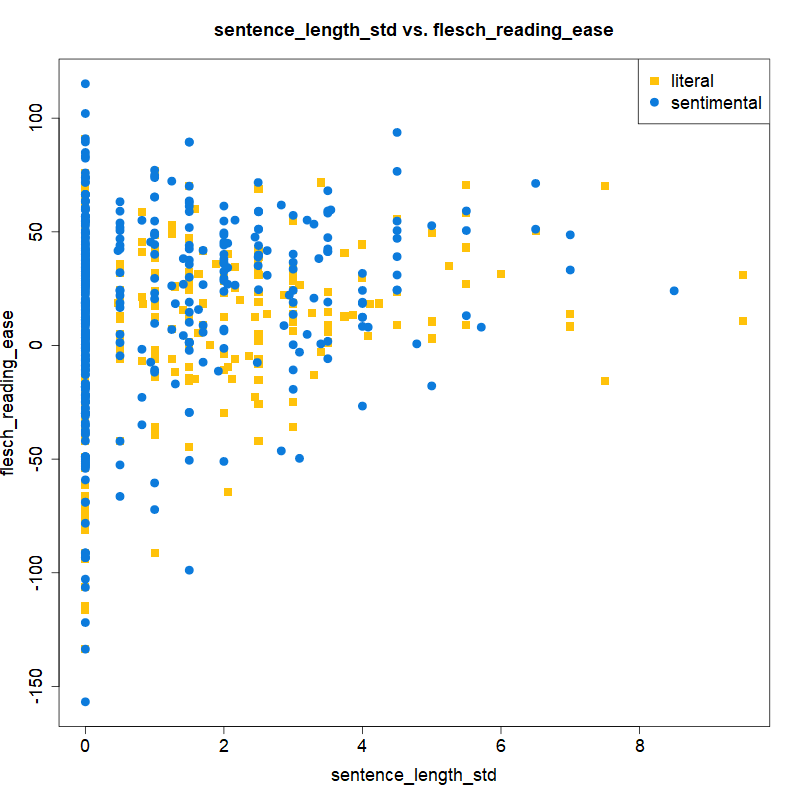 sentence_length_std vs. flesch_reading_ease
literal
sentimental
flesch_reading_ease
100
50
0
-50
-100
-150
0 2 4 6 8
sentence_length_std